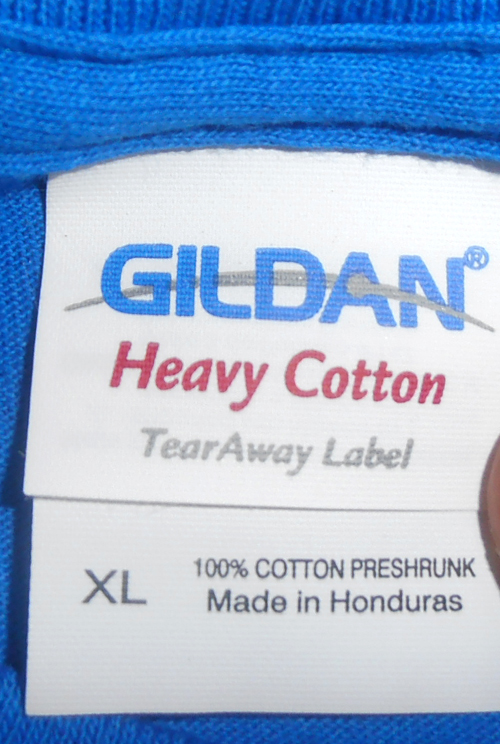 GILDAN®
Heavy Cotton
TearAway Label
XL
100% COTTON PRESHRUNK
Made in Honduras